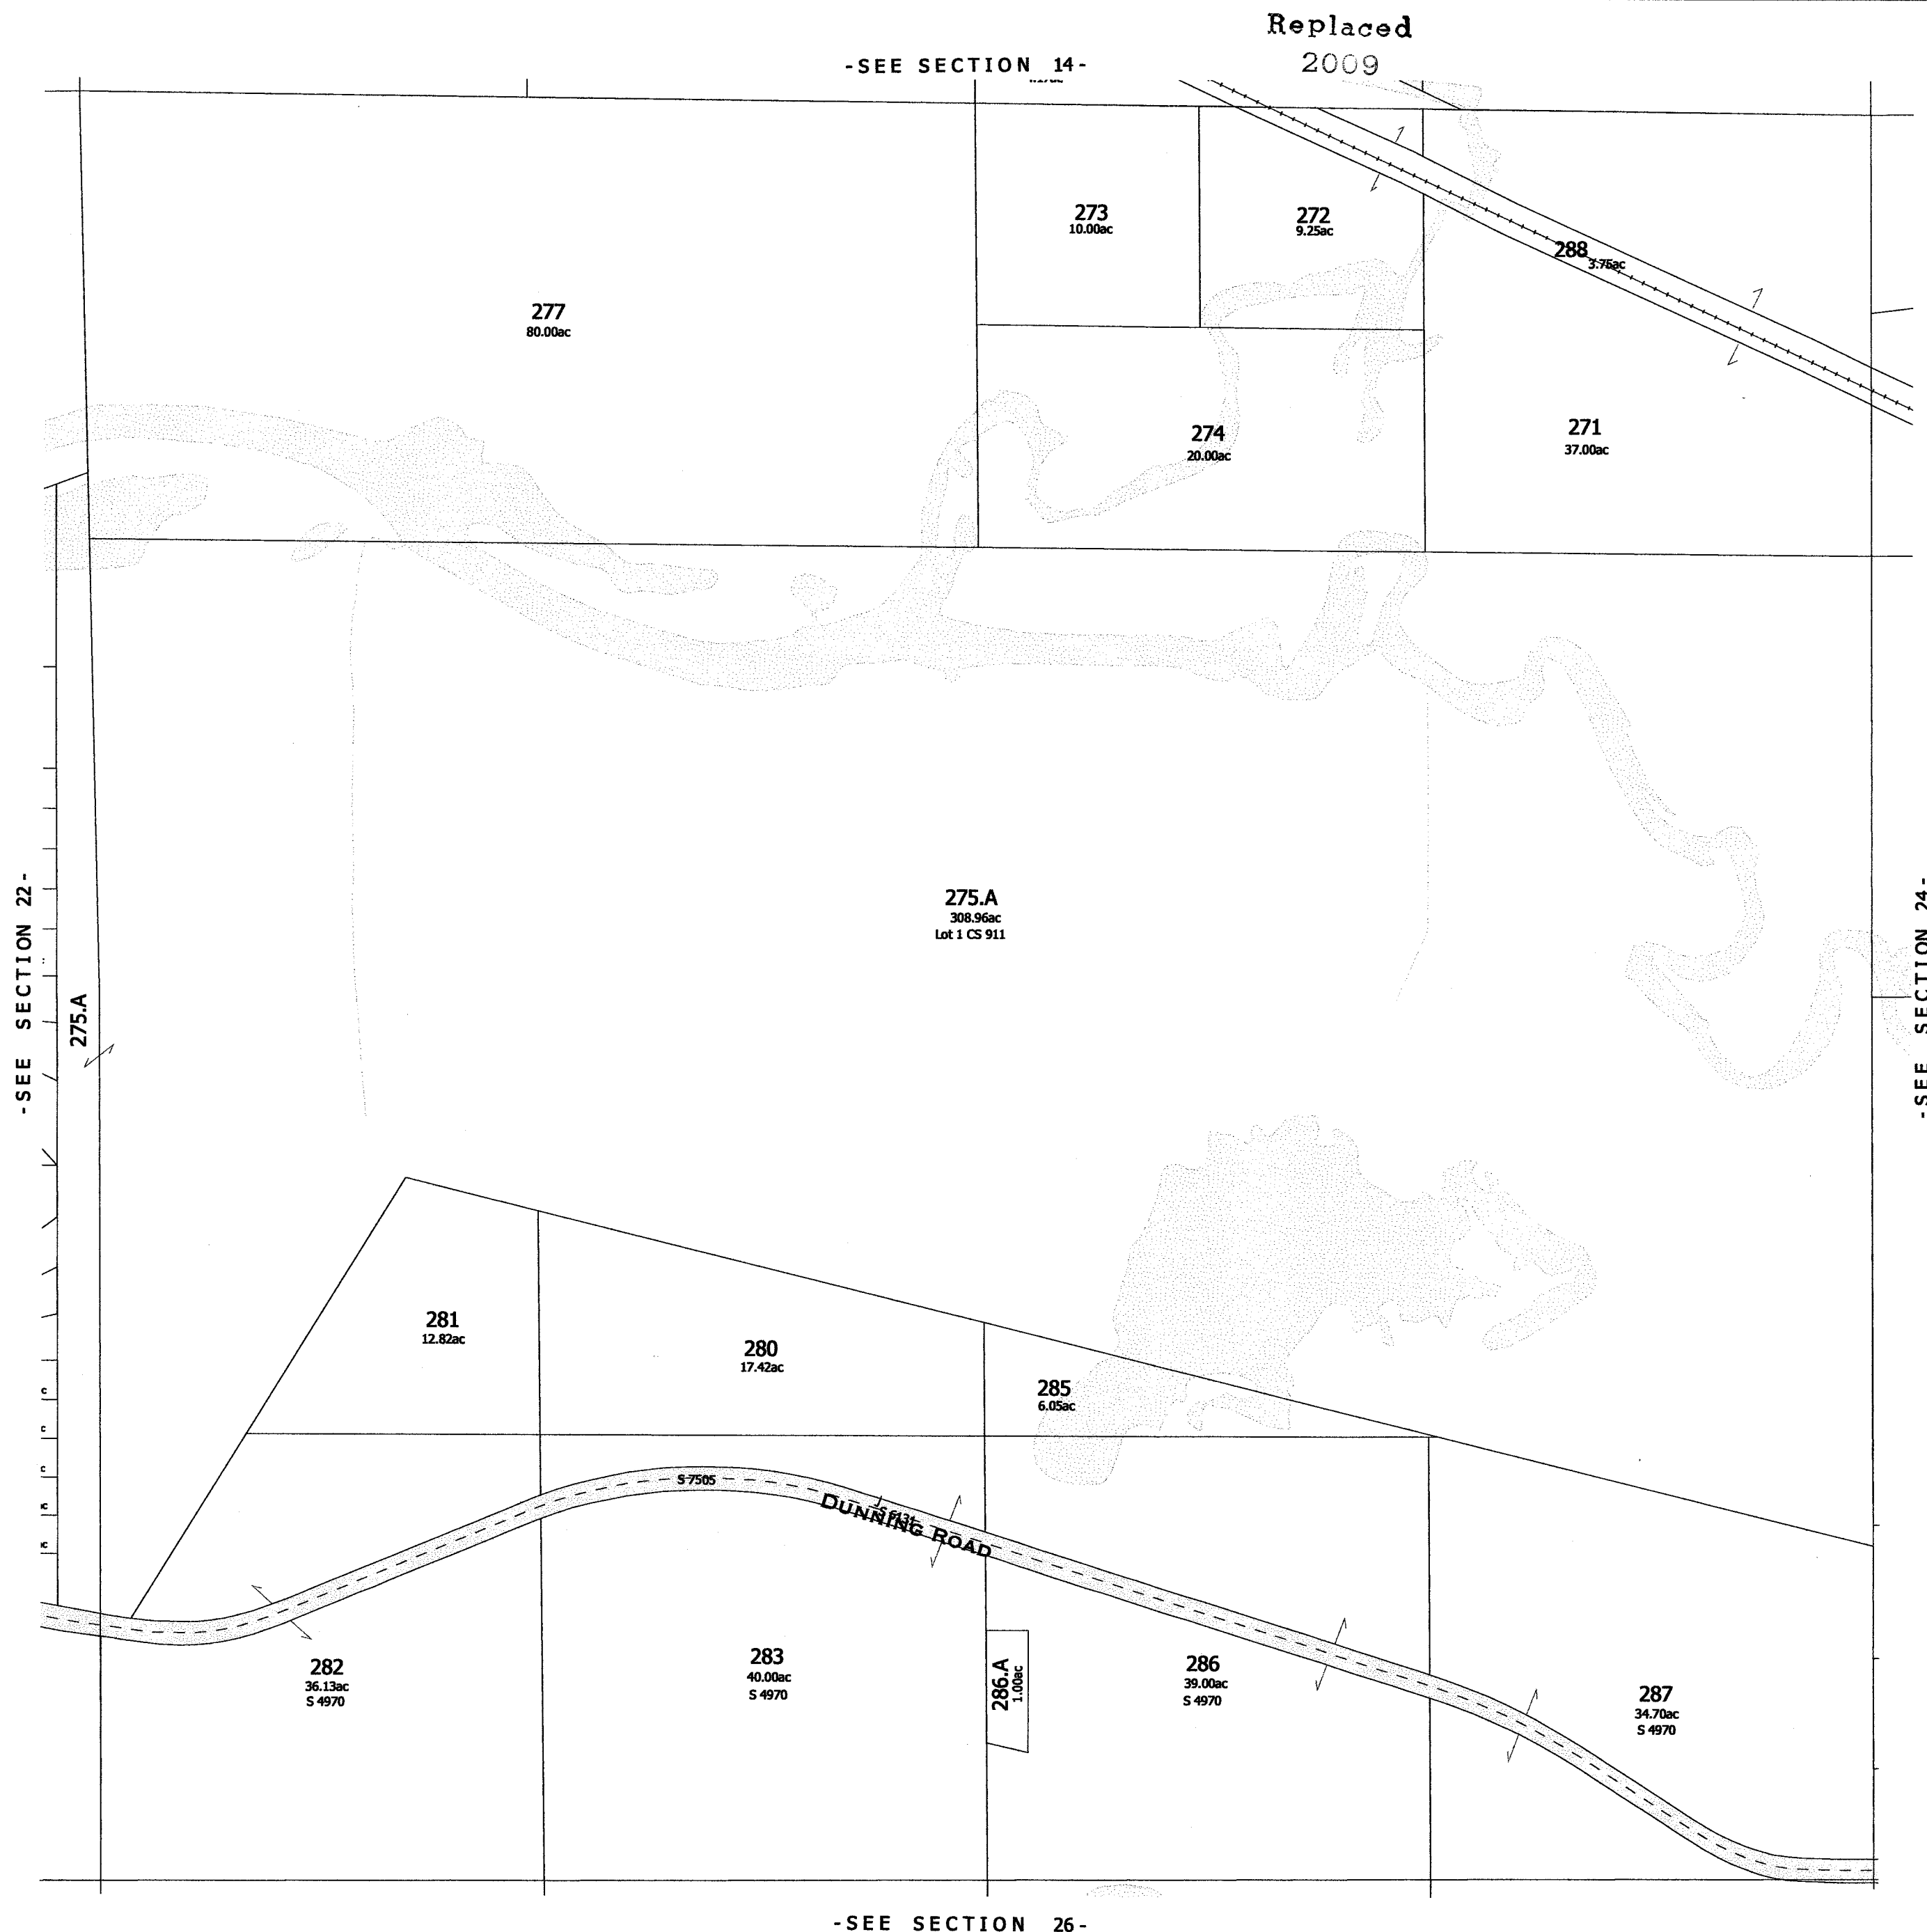 Replaced
2009
-SEE SECTION 14-
273
10.00ac
272
9.25ac
288
3.75ac
277
80.00ac
274
20.00ac
271
37.00ac
275.A
308.96ac
Lot 1 CS 911
-SEE SECTION 22-
-SEE SECTION 24-
275.A
281
12.82ac
280
17.42ac
285
6.05ac
c
c
c
S 7505
DUNNING ROAD
282
36.13ac
S 4970
283
40.00ac
S 4970
286.A
1.00ac
286
39.00ac
S 4970
287
34.70ac
S 4970
-SEE SECTION 26-